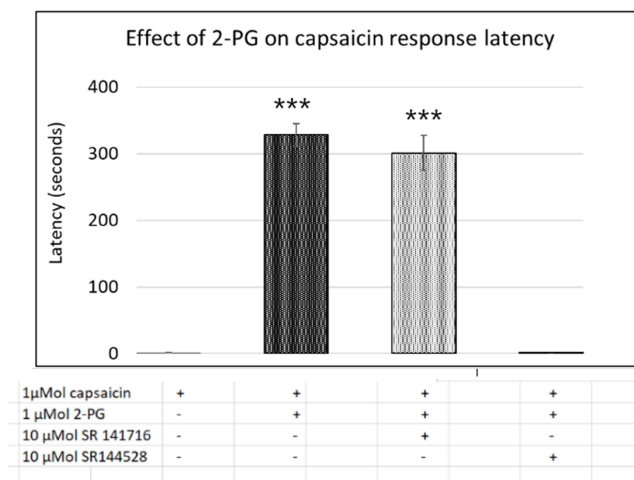 Effect of 2-PG on capsaicin response latency
400
***
***
300
200
100
0
Latency (seconds)
1µMol capsaicin + + + +
1 µMol 2-PG - + + +
10 µMol SR 141716 - - + -
10 µMol SR144528 - - - +